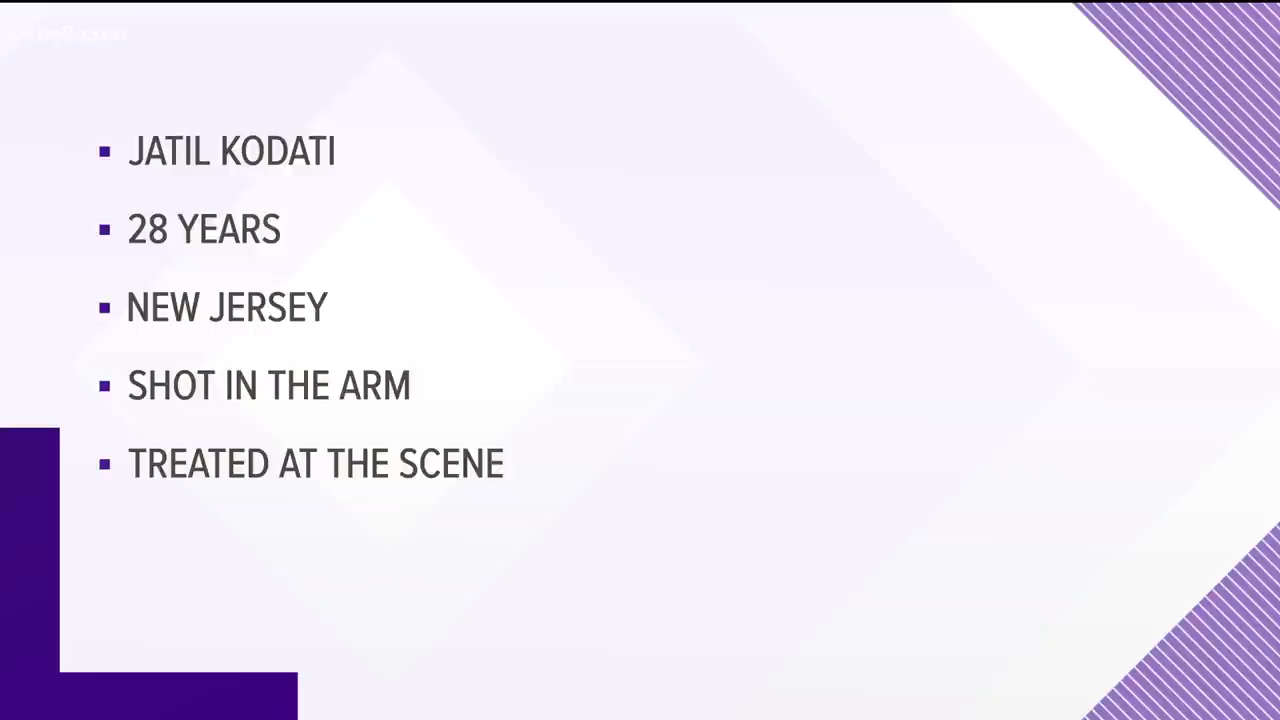 JATIL KODATI
28 YEARS
NEW JERSEY
SHOT IN THE ARM
TREATED AT THE SCENE